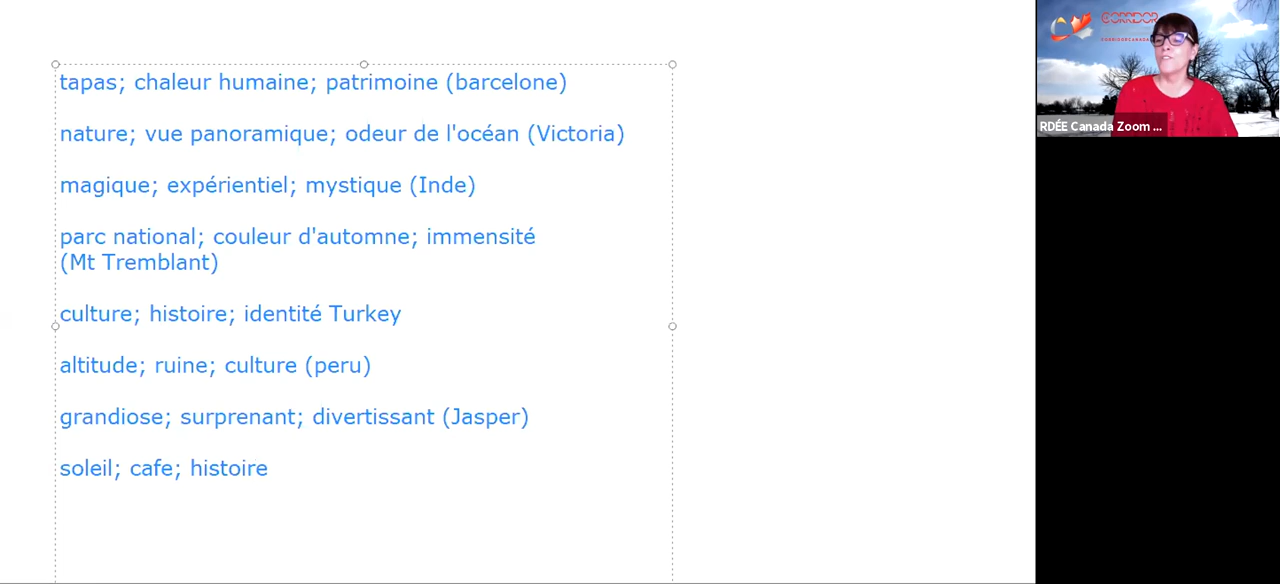 tapas; chaleur humaine; patrimoine (barcelone)
nature; vue panoramique; odeur de l'océan (Victoria)
magique; expérientiel; mystique (Inde)
parc national; couleur d'automne; immensité
(Mt Tremblant)
culture; histoire; identité Turkey
altitude; ruine; culture (peru)
grandiose; surprenant; divertissant (Jasper)
soleil; cafe; histoire
CORRIDOR
RDÉE Canada Zoom ...